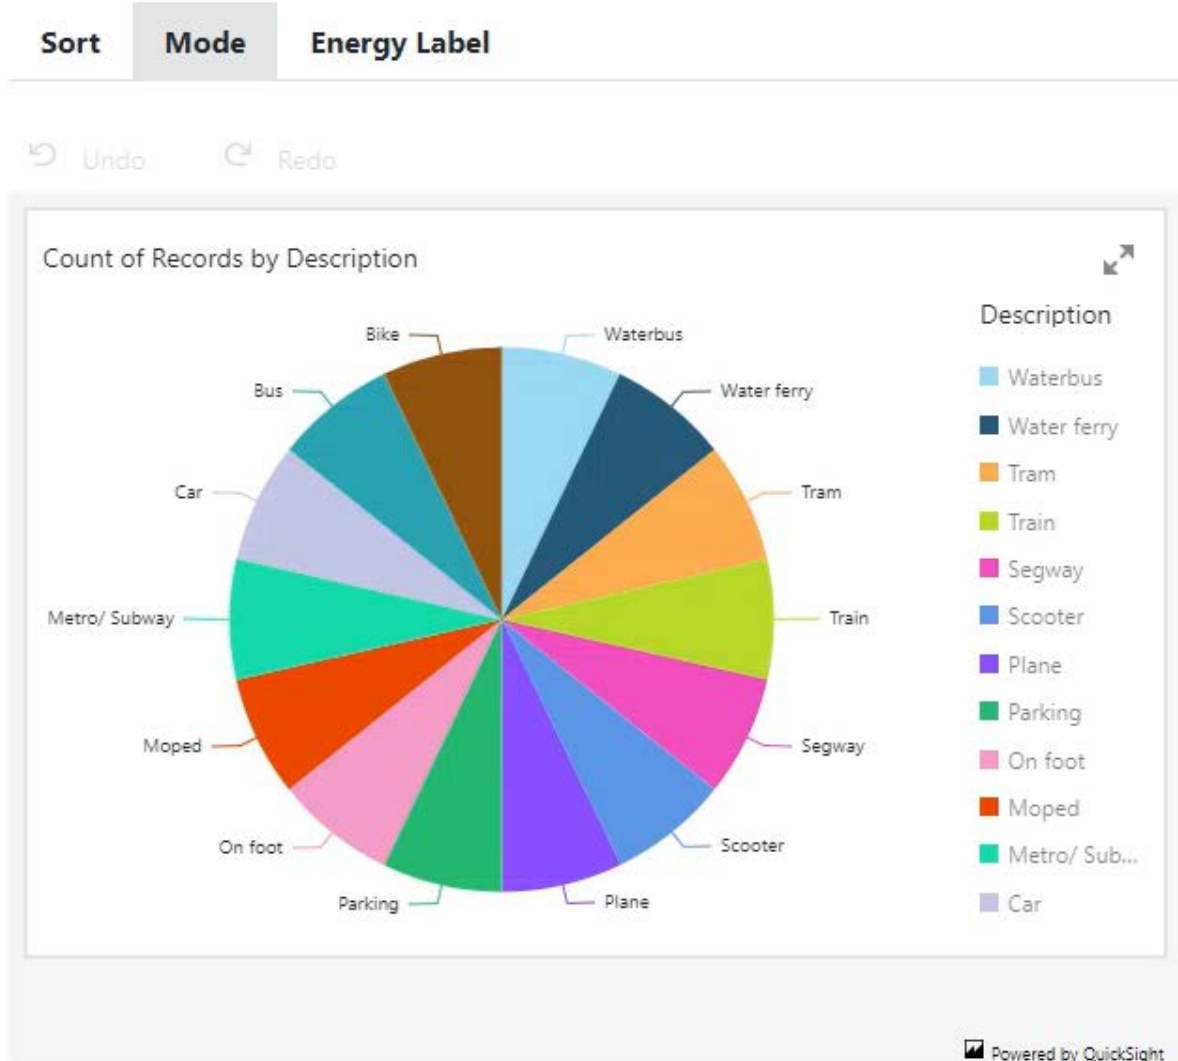 Sort Mode Energy Label
Undo Redo
Count of Records by Description
Bike
Waterbus
Bus
Water ferry
Car
Tram
Metro/ Subway
Train
Moped
Segway
On foot
Scooter
Parking
Plane
Description
Waterbus
Water ferry
Tram
Train
Segway
Scooter
Plane
Parking
On foot
Moped
Metro/ Sub...
Car
Powered by QuickSight